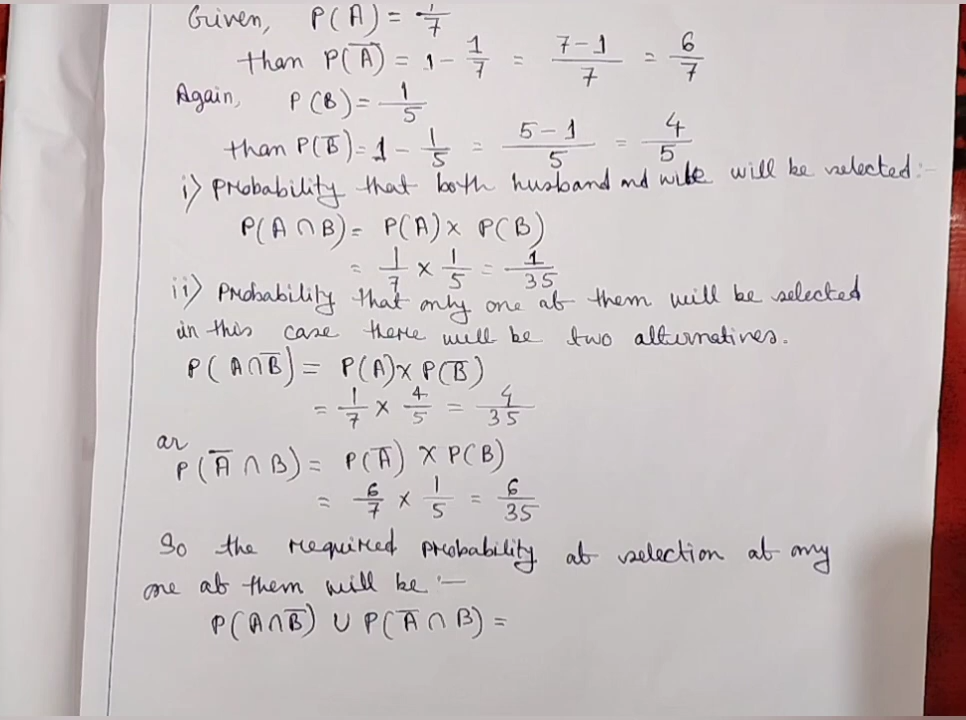 Given, P(A) = 1/7
than P(A̅) = 1 - 1/7 = 7-1/7 = 6/7
Again, P(B) = 1/5
than P(B̅) = 1 - 1/5 = 5-1/5 = 4/5
i) Probability that both husband and wife will be selected:-
P(A∩B) = P(A) × P(B)
= 1/7 × 1/5 = 1/35
ii) Probability that only one of them will be selected
in this case there will be two alternatives.
P(A∩B̅) = P(A) × P(B̅)
= 1/7 × 4/5 = 4/35
or
P(A̅∩B) = P(A̅) × P(B)
= 6/7 × 1/5 = 6/35
So the required probability of selection of any
one of them will be :-
P(A∩B̅) ∪ P(A̅∩B) =